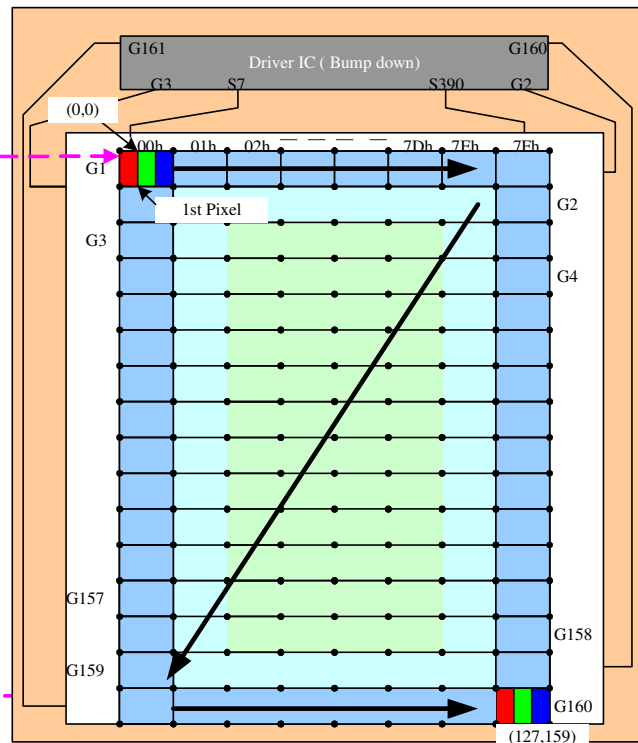 G161 G160
Driver IC ( Bump down)
G3 S7 S390 G2
(0,0)
00h 01h 02h 7Dh 7Eh 7Fh
G1
1st Pixel G2
G3
G4
G157
G158
G159
G160
(127,159)